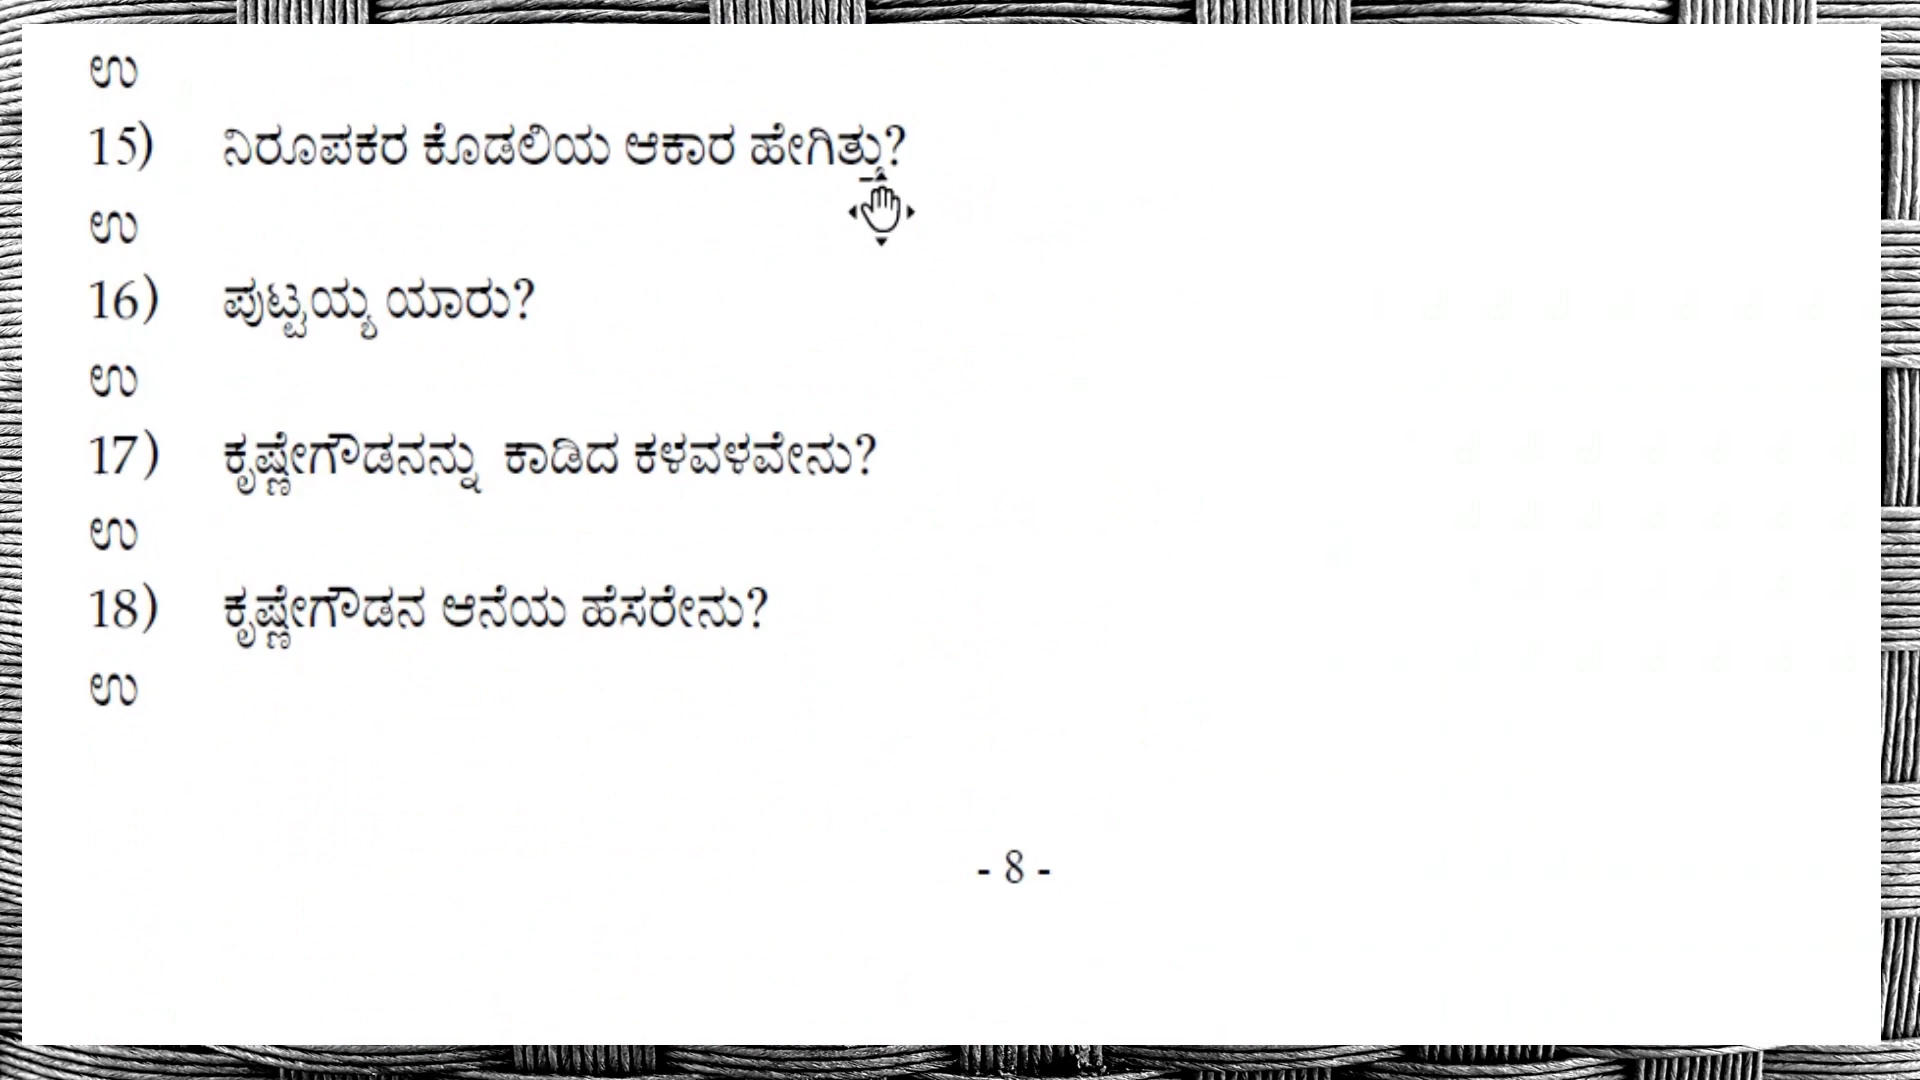 ಉ
15) ನಿರೂಪಕರ ಕೊಡಲಿಯ ಆಕಾರ ಹೇಗಿತ್ತು?
ಉ
16) ಪುಟ್ಟಯ್ಯ ಯಾರು?
ಉ
17) ಕೃಷ್ಣೇಗೌಡನನ್ನು ಕಾಡಿದ ಕಳವಳವೇನು?
ಉ
18) ಕೃಷ್ಣೇಗೌಡನ ಆನೆಯ ಹೆಸರೇನು?
ಉ
- 8 -